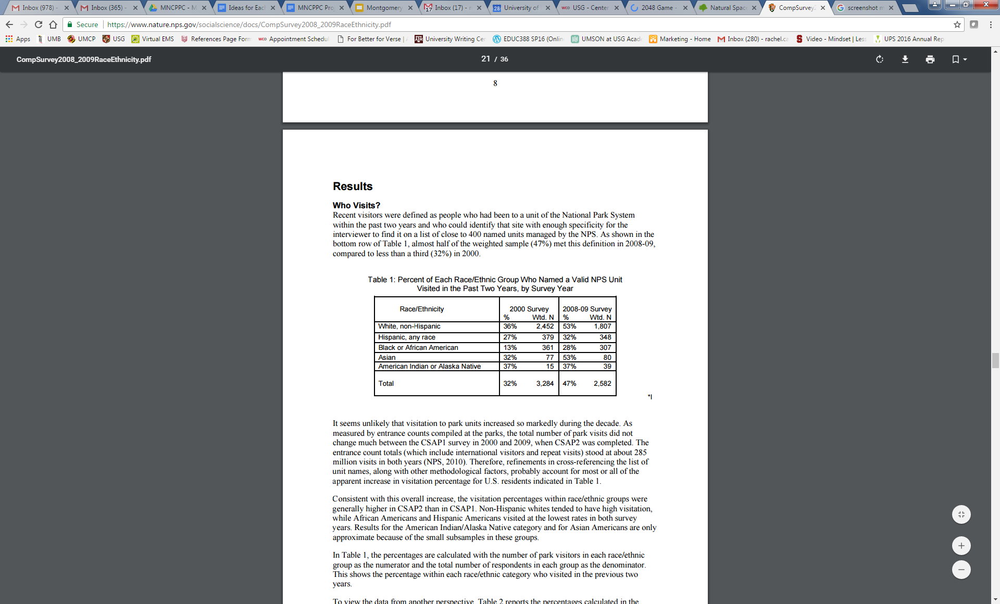 Inbox (978) -
Inbox (365) -
MNCPPC - M
Ideas for Eacl
MNCPPC Pro
Montgomery
17 Inbox (17) - r
28 University of
wco USG - Center
2048 Game -
Natural Space
CompSurvey2
screenshot m
Secure https://www.nature.nps.gov/socialscience/docs/CompSurvey2008_2009RaceEthnicity.pdf
Apps UMB UMCP USG Virtual EMS References Page Form wco Appointment Schedul For Better for Verse | University Writing Cen EDUC388 SP16 (Onlin UMSON at USG Acad Marketing - Home Inbox (280) - rachel.ca Video - Mindset | Less UPS 2016 Annual Rep
CompSurvey2008_2009RaceEthnicity.pdf 21 / 36
8
Results
Who Visits?
Recent visitors were defined as people who had been to a unit of the National Park System
within the past two years and who could identify that site with enough specificity for the
interviewer to find it on a list of close to 400 named units managed by the NPS. As shown in the
bottom row of Table 1, almost half of the weighted sample (47%) met this definition in 2008-09,
compared to less than a third (32%) in 2000.
Table 1: Percent of Each Race/Ethnic Group Who Named a Valid NPS Unit
Visited in the Past Two Years, by Survey Year
Race/Ethnicity 2000 Survey 2008-09 Survey
% Wtd. N % Wtd. N
White, non-Hispanic 36% 2,452 53% 1,807
Hispanic, any race 27% 379 32% 348
Black or African American 13% 361 28% 307
Asian 32% 77 53% 80
American Indian or Alaska Native 37% 15 37% 39
Total 32% 3,284 47% 2,582
*I
It seems unlikely that visitation to park units increased so markedly during the decade. As
measured by entrance counts compiled at the parks, the total number of park visits did not
change much between the CSAP1 survey in 2000 and 2009, when CSAP2 was completed. The
entrance count totals (which include international visitors and repeat visits) stood at about 285
million visits in both years (NPS, 2010). Therefore, refinements in cross-referencing the list of
unit names, along with other methodological factors, probably account for most or all of the
apparent increase in visitation percentage for U.S. residents indicated in Table 1.
Consistent with this overall increase, the visitation percentages within race/ethnic groups were
generally higher in CSAP2 than in CSAP1. Non-Hispanic whites tended to have high visitation,
while African Americans and Hispanic Americans visited at the lowest rates in both survey
years. Results for the American Indian/Alaska Native category and for Asian Americans are only
approximate because of the small subsamples in these groups.
In Table 1, the percentages are calculated with the number of park visitors in each race/ethnic
group as the numerator and the total number of respondents in each group as the denominator.
This shows the percentage within each race/ethnic category who visited in the previous two
years.
To view the data from another perspective, Table 2 reports the percentages calculated in the